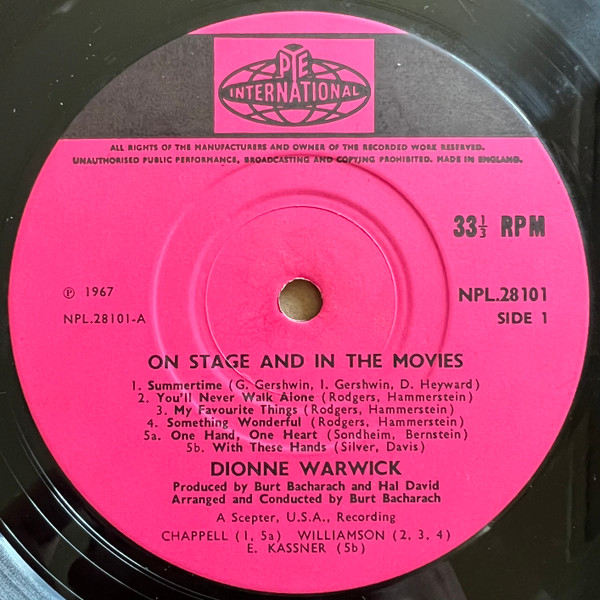 PYE
INTERNATIONAL
ALL RIGHTS OF THE MANUFACTURERS AND OWNER OF THE RECORDED WORK RESERVED.
UNAUTHORISED PUBLIC PERFORMANCE, BROADCASTING AND COPYING PROHIBITED. MADE IN ENGLAND.
33⅓ RPM
℗ 1967
NPL.28101-A
NPL.28101
SIDE 1
ON STAGE AND IN THE MOVIES
1. Summertime (G. Gershwin, I. Gershwin, D. Heyward)
2. You'll Never Walk Alone (Rodgers, Hammerstein)
3. My Favourite Things (Rodgers, Hammerstein)
4. Something Wonderful (Rodgers, Hammerstein)
5a. One Hand, One Heart (Sondheim, Bernstein)
5b. With These Hands (Silver, Davis)
DIONNE WARWICK
Produced by Burt Bacharach and Hal David
Arranged and Conducted by Burt Bacharach
A Scepter, U.S.A., Recording
CHAPPELL (1, 5a) WILLIAMSON (2, 3, 4)
E. KASSNER (5b)